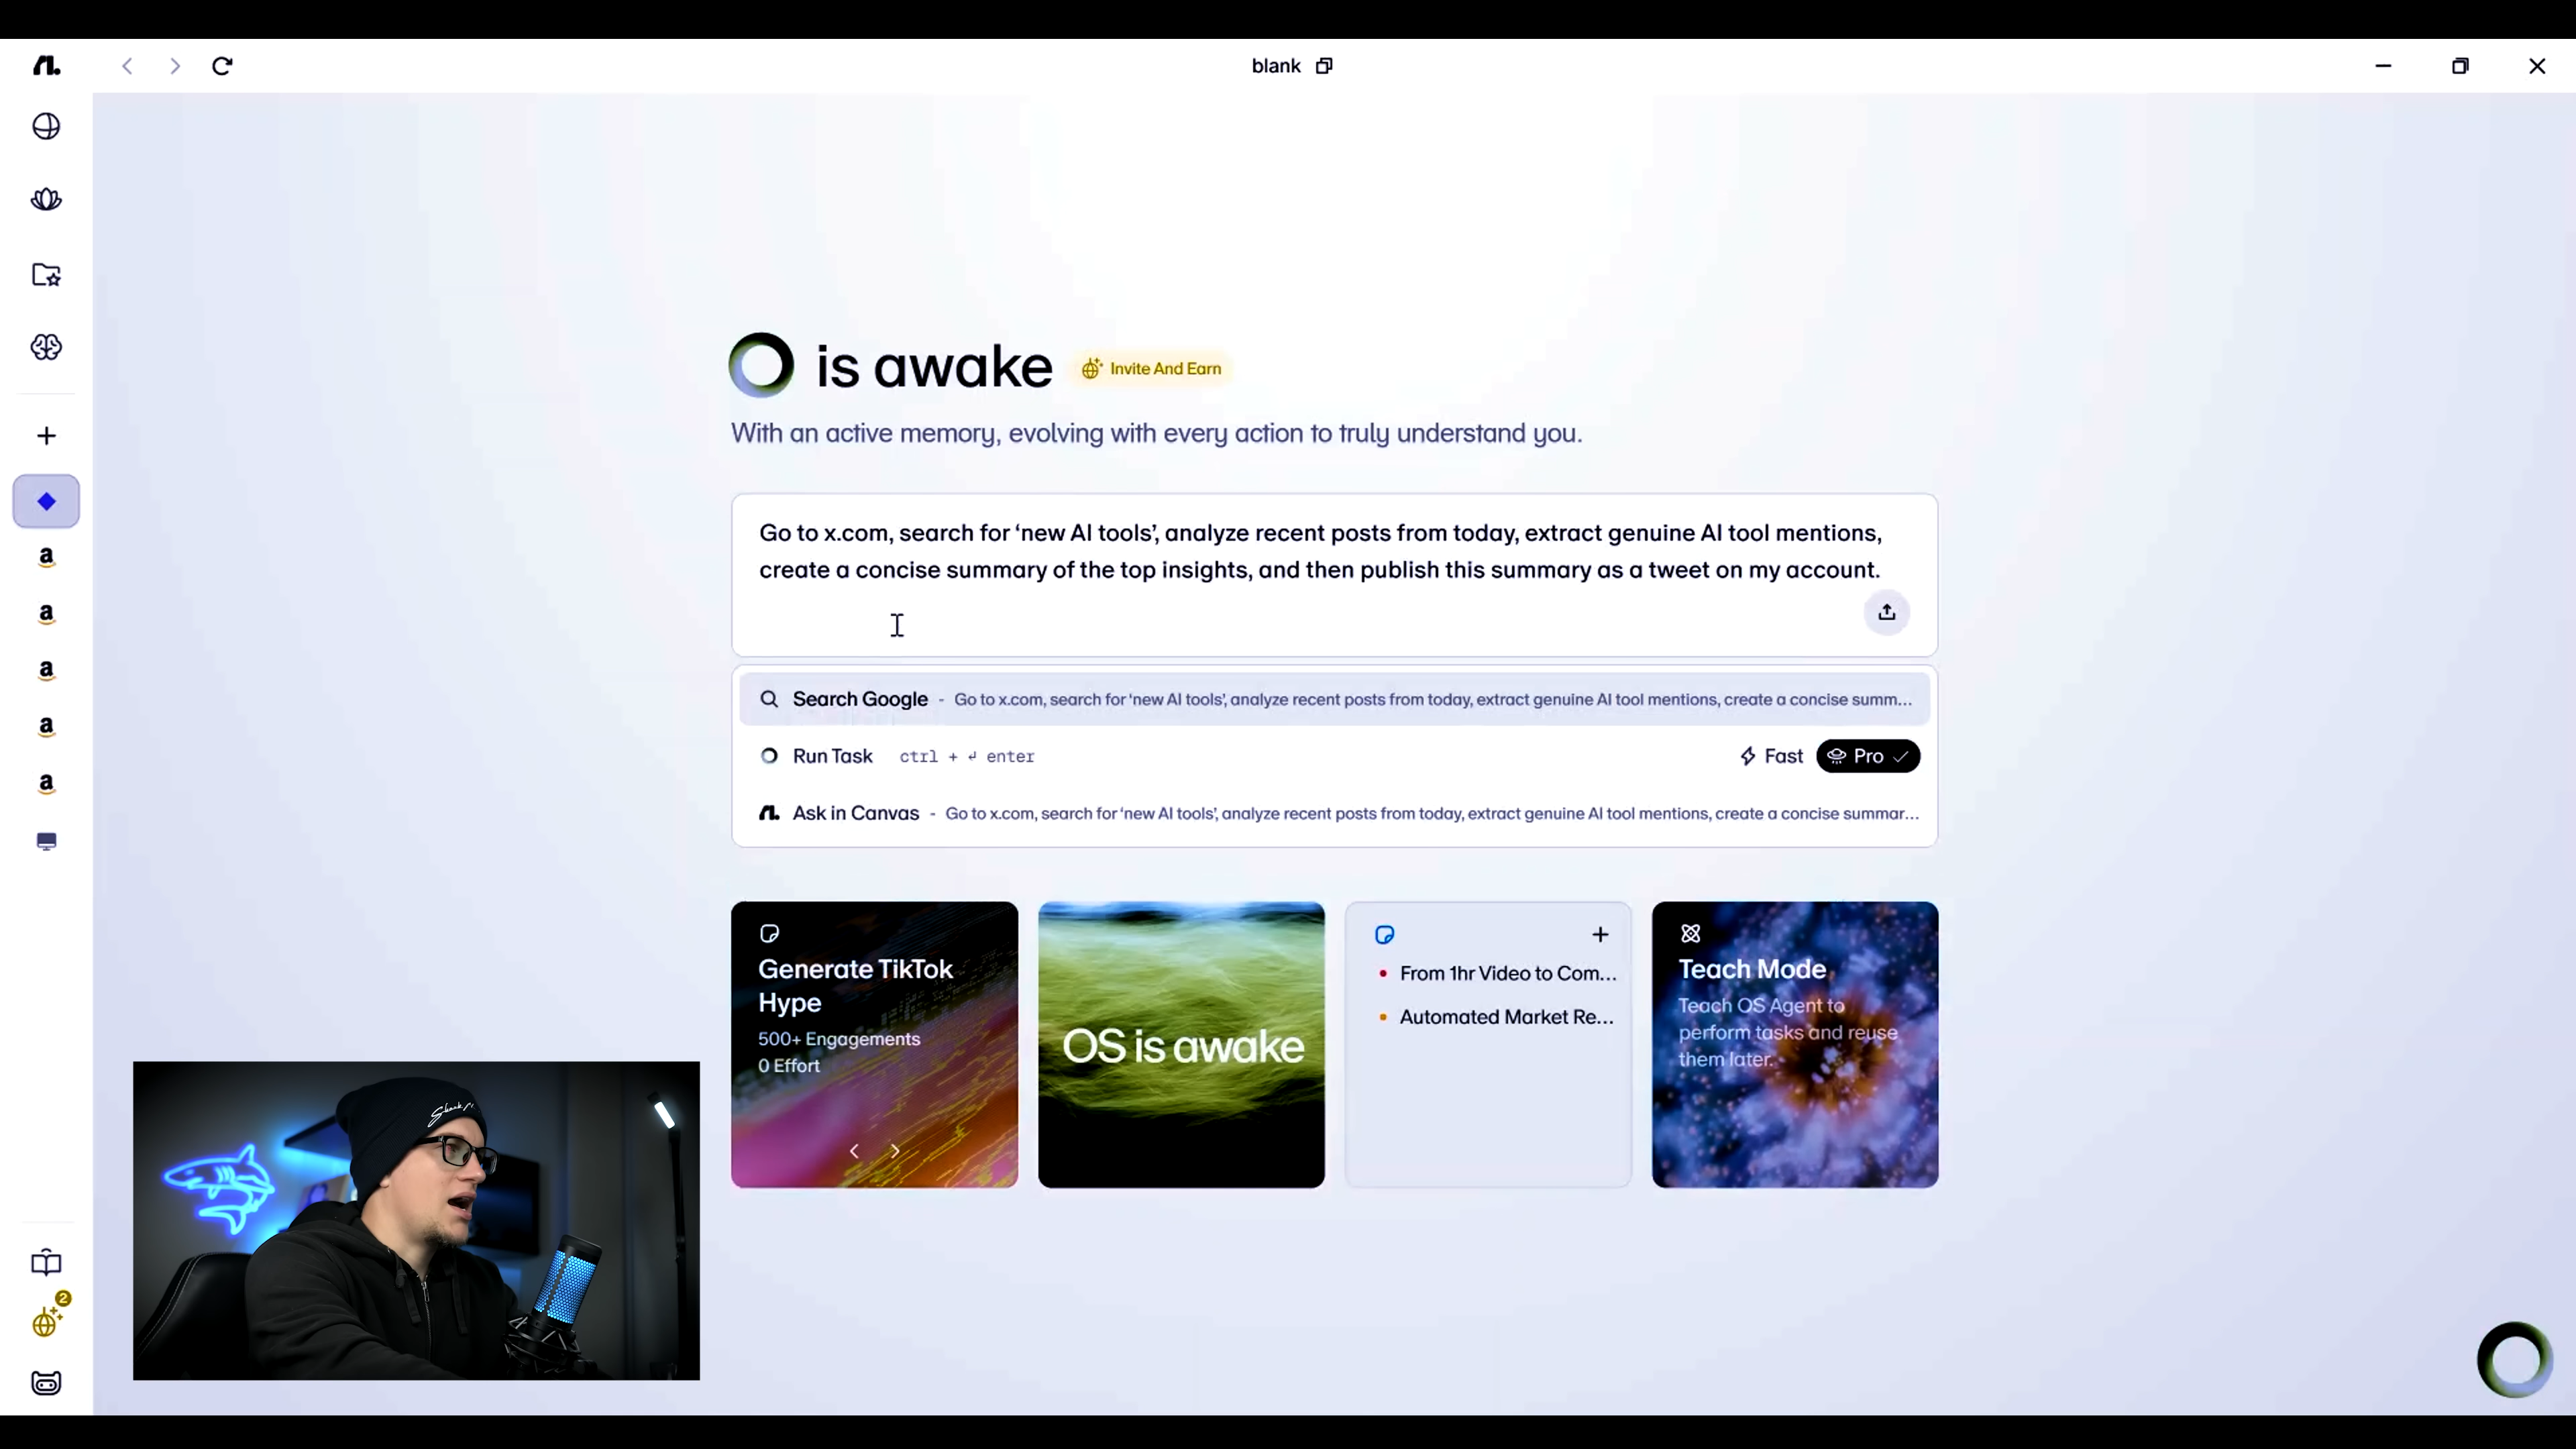 blank
is awake
Invite And Earn
With an active memory, evolving with every action to truly understand you.
Go to x.com, search for ‘new AI tools’, analyze recent posts from today, extract genuine AI tool mentions,
create a concise summary of the top insights, and then publish this summary as a tweet on my account.
Search Google - Go to x.com, search for ‘new AI tools’, analyze recent posts from today, extract genuine AI tool mentions, create a concise summ...
Run Task ctrl + ↵ enter Fast Pro
Ask in Canvas - Go to x.com, search for ‘new AI tools’, analyze recent posts from today, extract genuine AI tool mentions, create a concise summar...
Generate TikTok
Hype
500+ Engagements
0 Effort
OS is awake
From 1hr Video to Com...
Automated Market Re...
Teach Mode
Teach OS Agent to
perform tasks and reuse
them later.
a
a
a
a
a
2